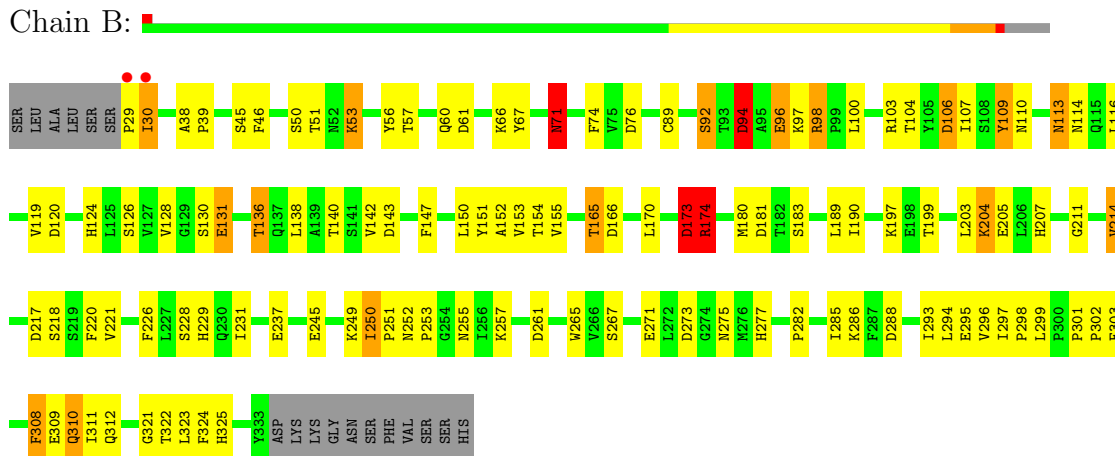 Chain B:
SER LEU ALA LEU SER SER P29 I30 A38 P39 S45 F46 S50 T51 N52 K53 Y56 T57 Q60 D61 K66 Y67 N71 F74 V75 D76 C89 S92 T93 D94 A95 E96 K97 R98 P99 L100 R103 T104 Y105 D106 I107 S108 Y109 N110 N113 N114 Q115 L116
V119 D120 H124 L125 S126 V127 V128 G129 S130 E131 T136 Q137 L138 A139 T140 S141 V142 D143 F147 L150 Y151 A152 V153 T154 V155 T165 D166 L170 D173 R174 M180 D181 T182 S183 L189 I190 K197 E198 T199 L203 K204 E205 L206 H207 G211 V214
D217 S218 S219 F220 V221 F226 L227 S228 H229 Q230 I231 E237 E245 K249 I250 P251 N252 P253 G254 N255 I256 K257 D261 W265 V266 S267 E271 L272 D273 G274 N275 M276 H277 P282 I285 K286 F287 D288 I293 L294 E295 V296 I297 P298 L299 P300 P301 P302
F308 E309 Q310 I311 Q312 G321 T322 L323 F324 H325 Y333 ASP LYS LYS GLY ASN SER PHE VAL SER SER HIS